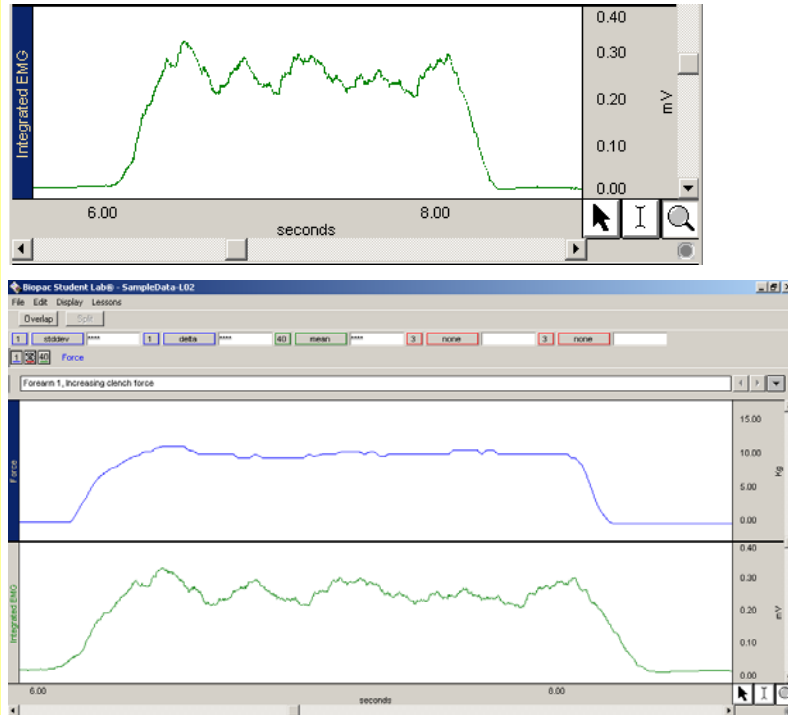 Integrated EMG
0.40
0.30
0.20
0.10
0.00
mV
6.00
8.00
seconds
Biopac Student Lab® - SampleData-L02
File Edit Display Lessons
Overlap Split
1 stddev **** 1 delta **** 40 mean **** 3 none 3 none
1 40 Force
Forearm 1, Increasing clench force
Force
15.00
10.00
5.00
0.00
Kg
Integrated EMG
0.40
0.30
0.20
0.10
0.00
mV
6.00
8.00
seconds